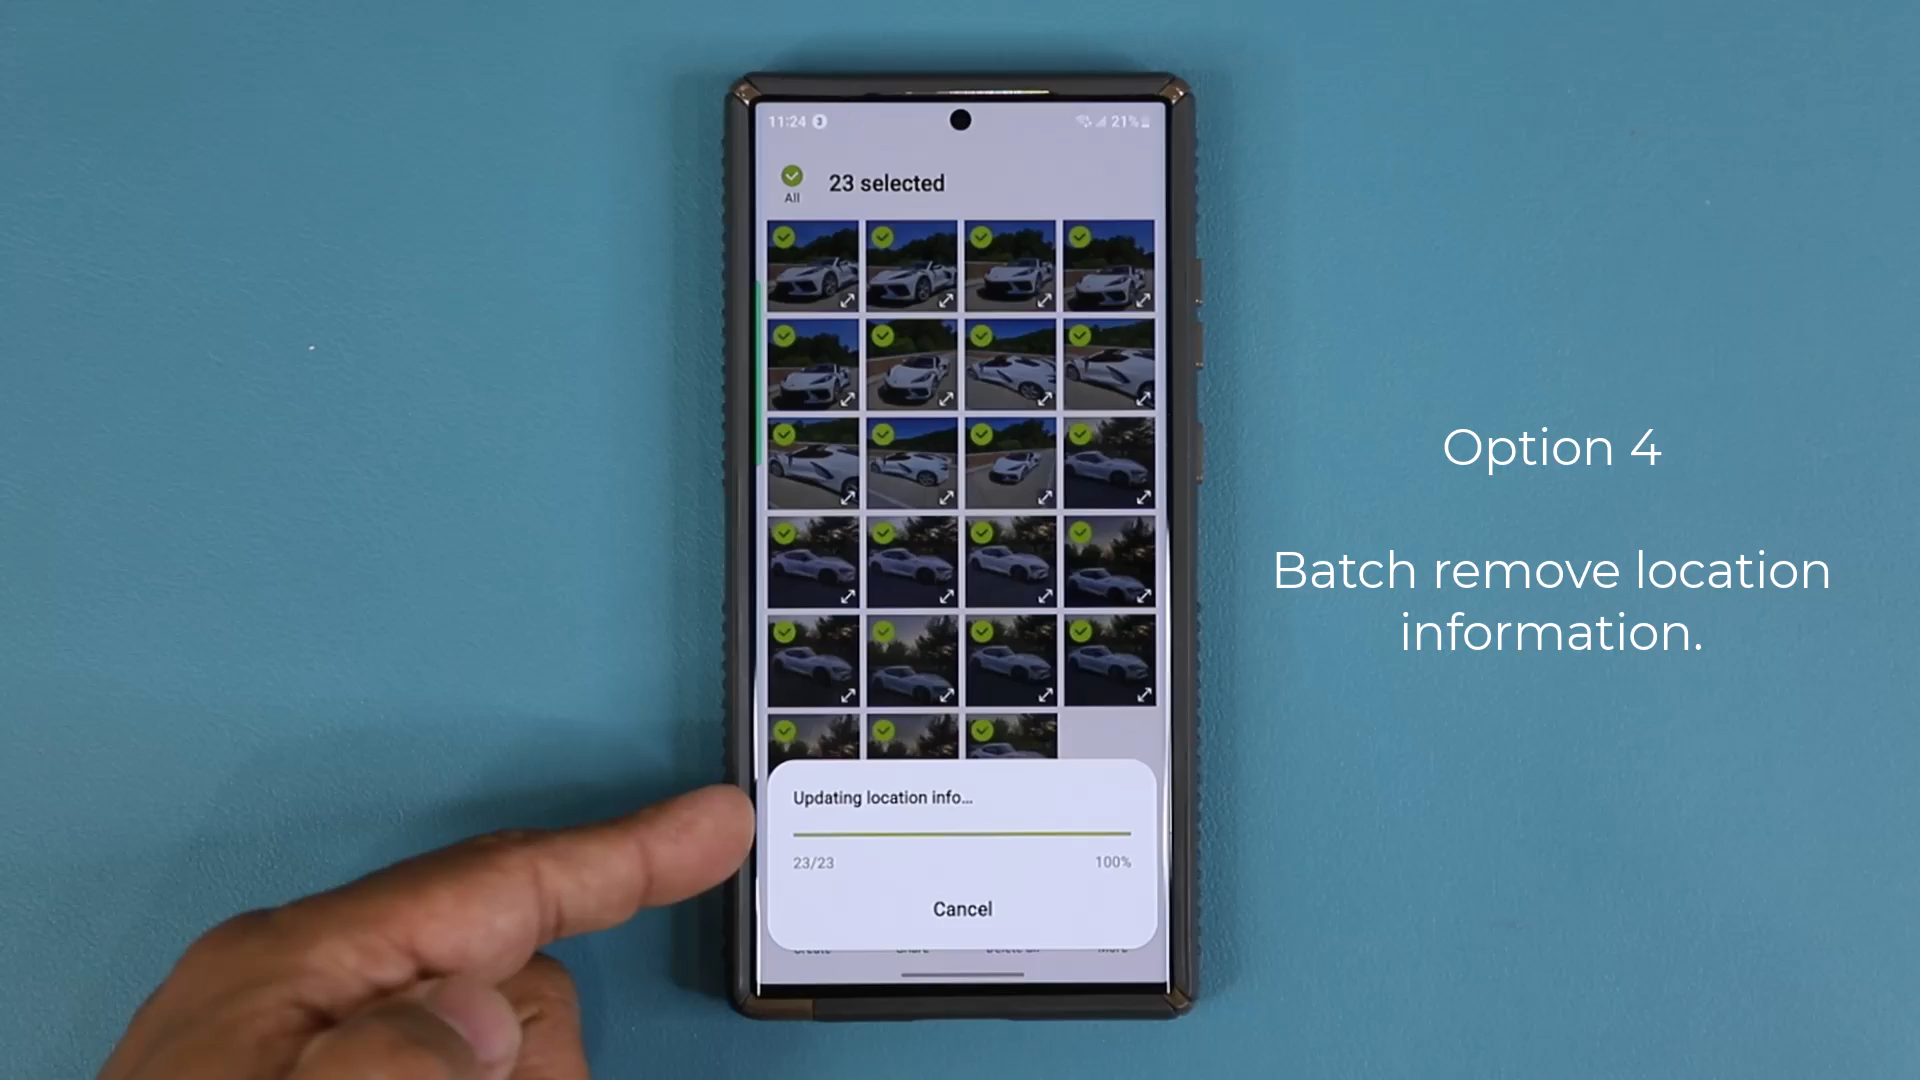 11:24
21%
All
23 selected
Option 4
Batch remove location
information.
Updating location info...
23/23
100%
Cancel